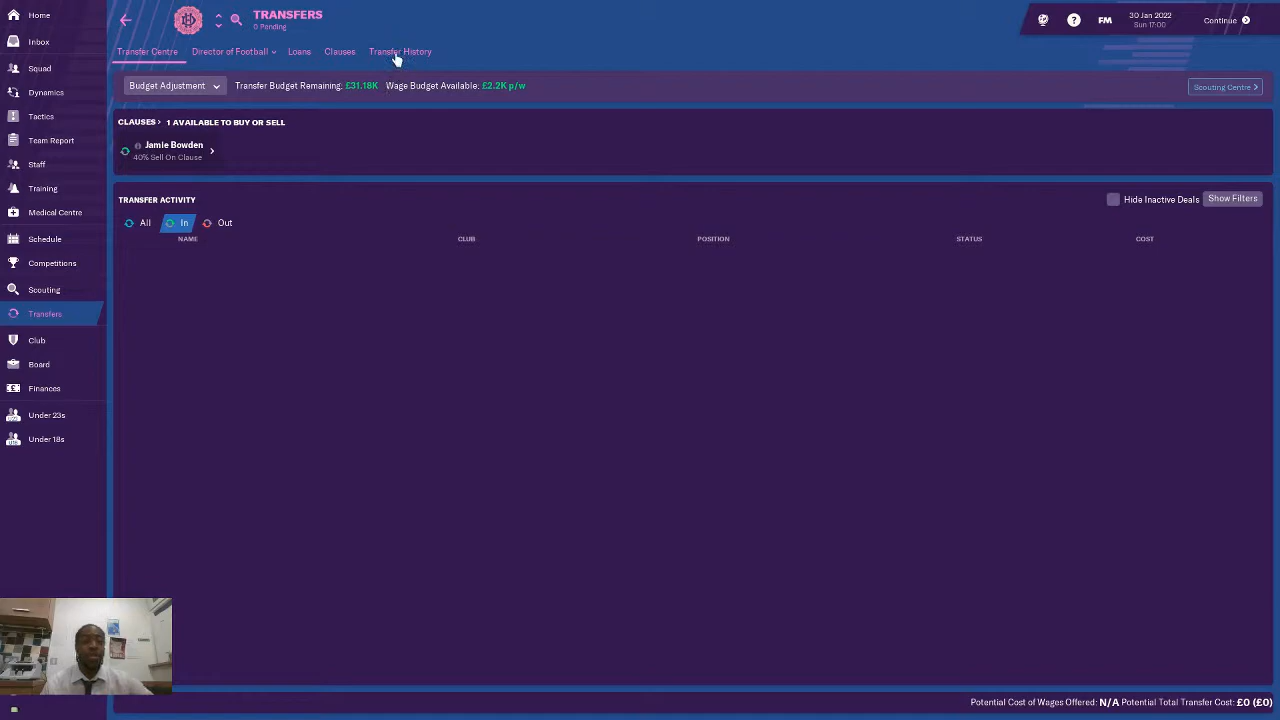 TRANSFERS
0 Pending
FM
30 Jan 2022
Sun 17:00
Continue
Transfer Centre
Director of Football
Loans
Clauses
Transfer History
Budget Adjustment
Transfer Budget Remaining: £31.18K
Wage Budget Available: £2.2K p/w
Scouting Centre
CLAUSES
1 AVAILABLE TO BUY OR SELL
Jamie Bowden
40% Sell On Clause
TRANSFER ACTIVITY
Hide Inactive Deals
Show Filters
All
In
Out
NAME
CLUB
POSITION
STATUS
COST
Home
Inbox
Squad
Dynamics
Tactics
Team Report
Staff
Training
Medical Centre
Schedule
Competitions
Scouting
Transfers
Club
Board
Finances
Under 23s
Under 18s
Potential Cost of Wages Offered: N/A Potential Total Transfer Cost: £0 (£0)